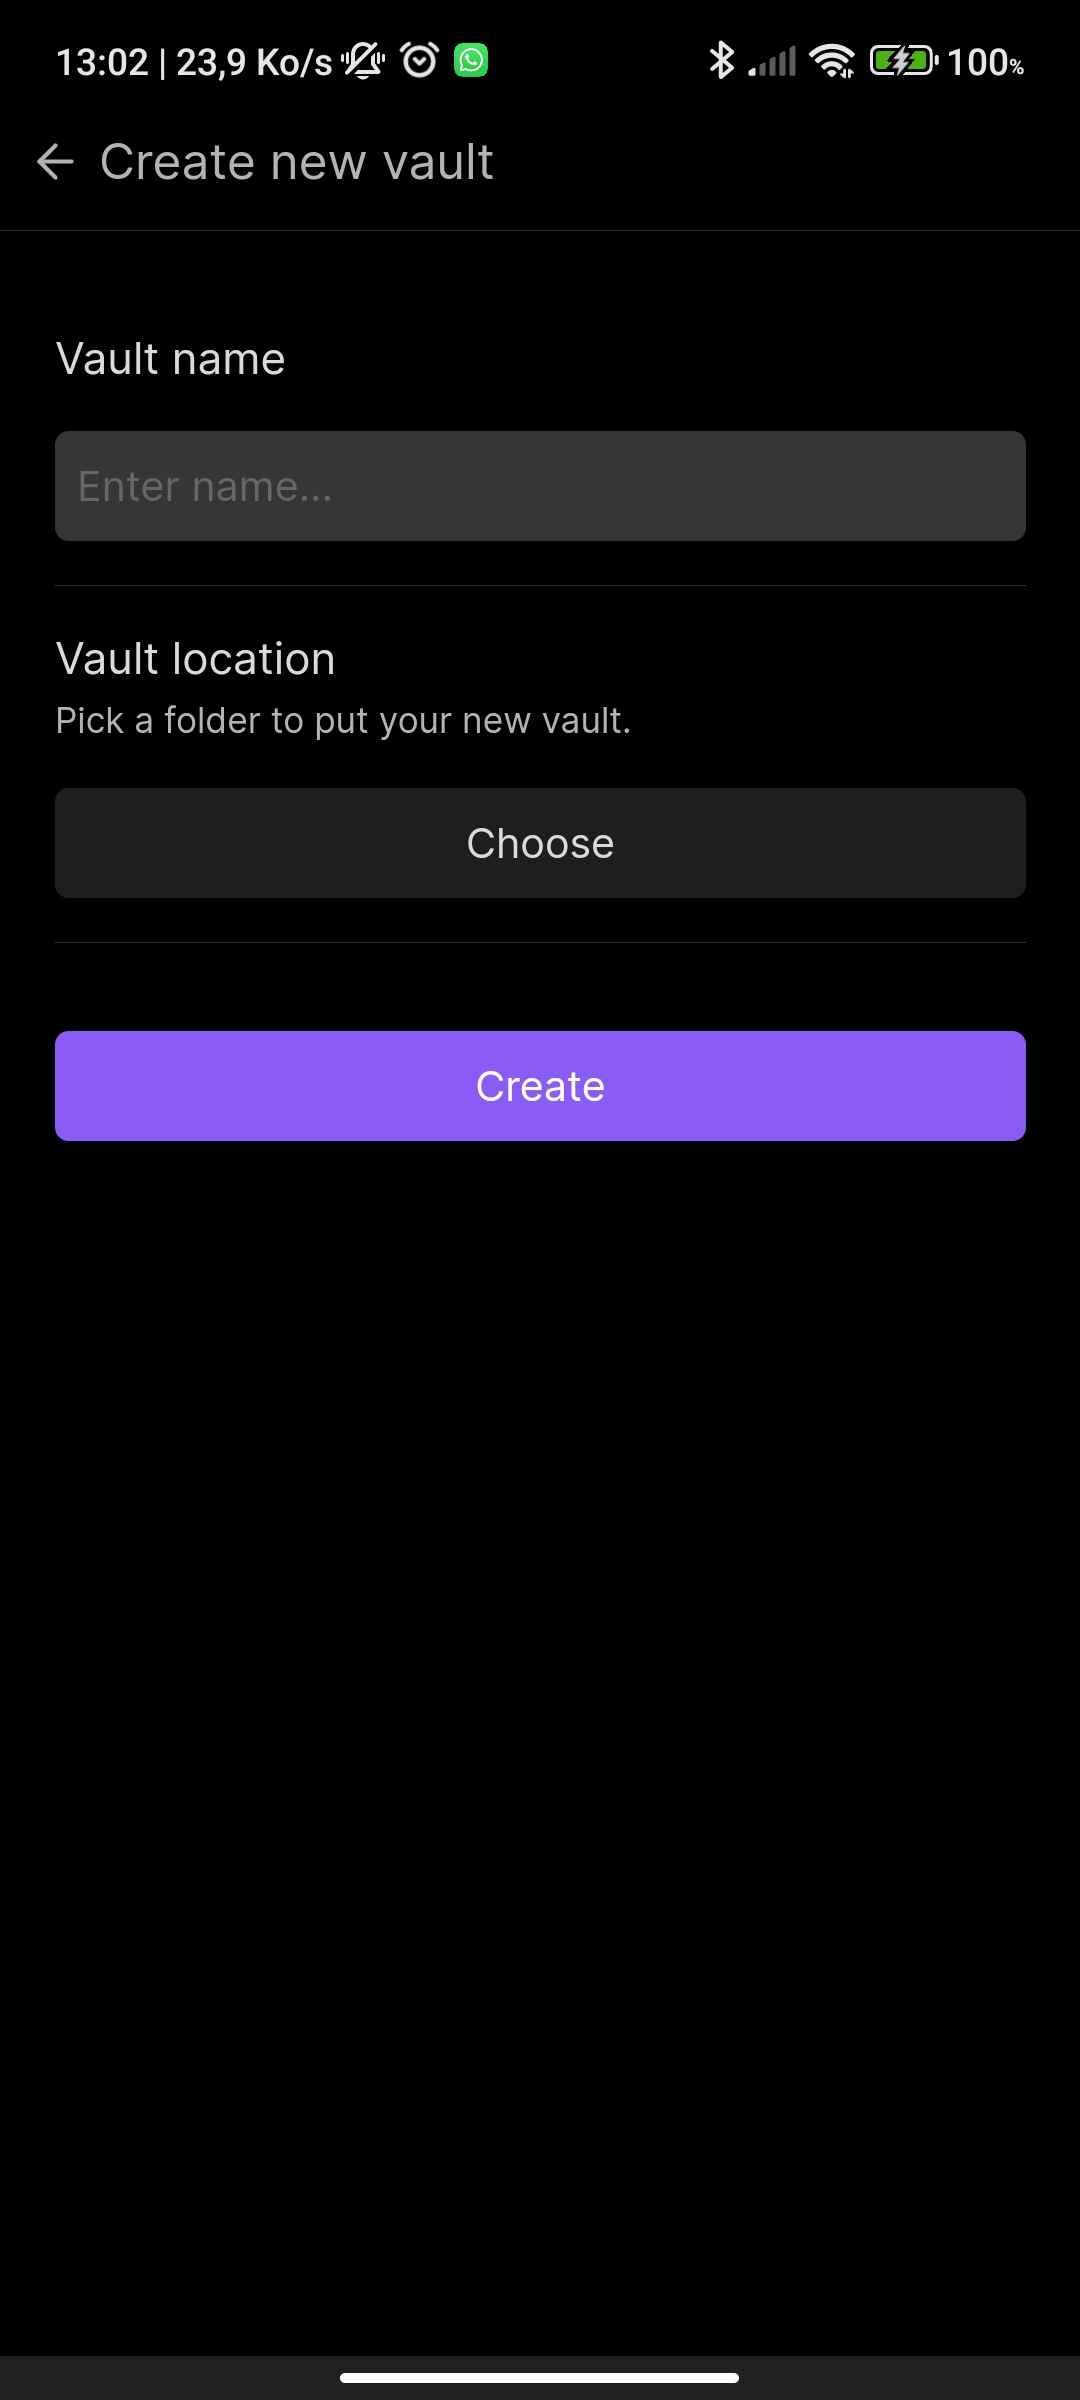 13:02 | 23,9 Ko/s 100%
Create new vault
Vault name
Enter name...
Vault location
Pick a folder to put your new vault.
Choose
Create